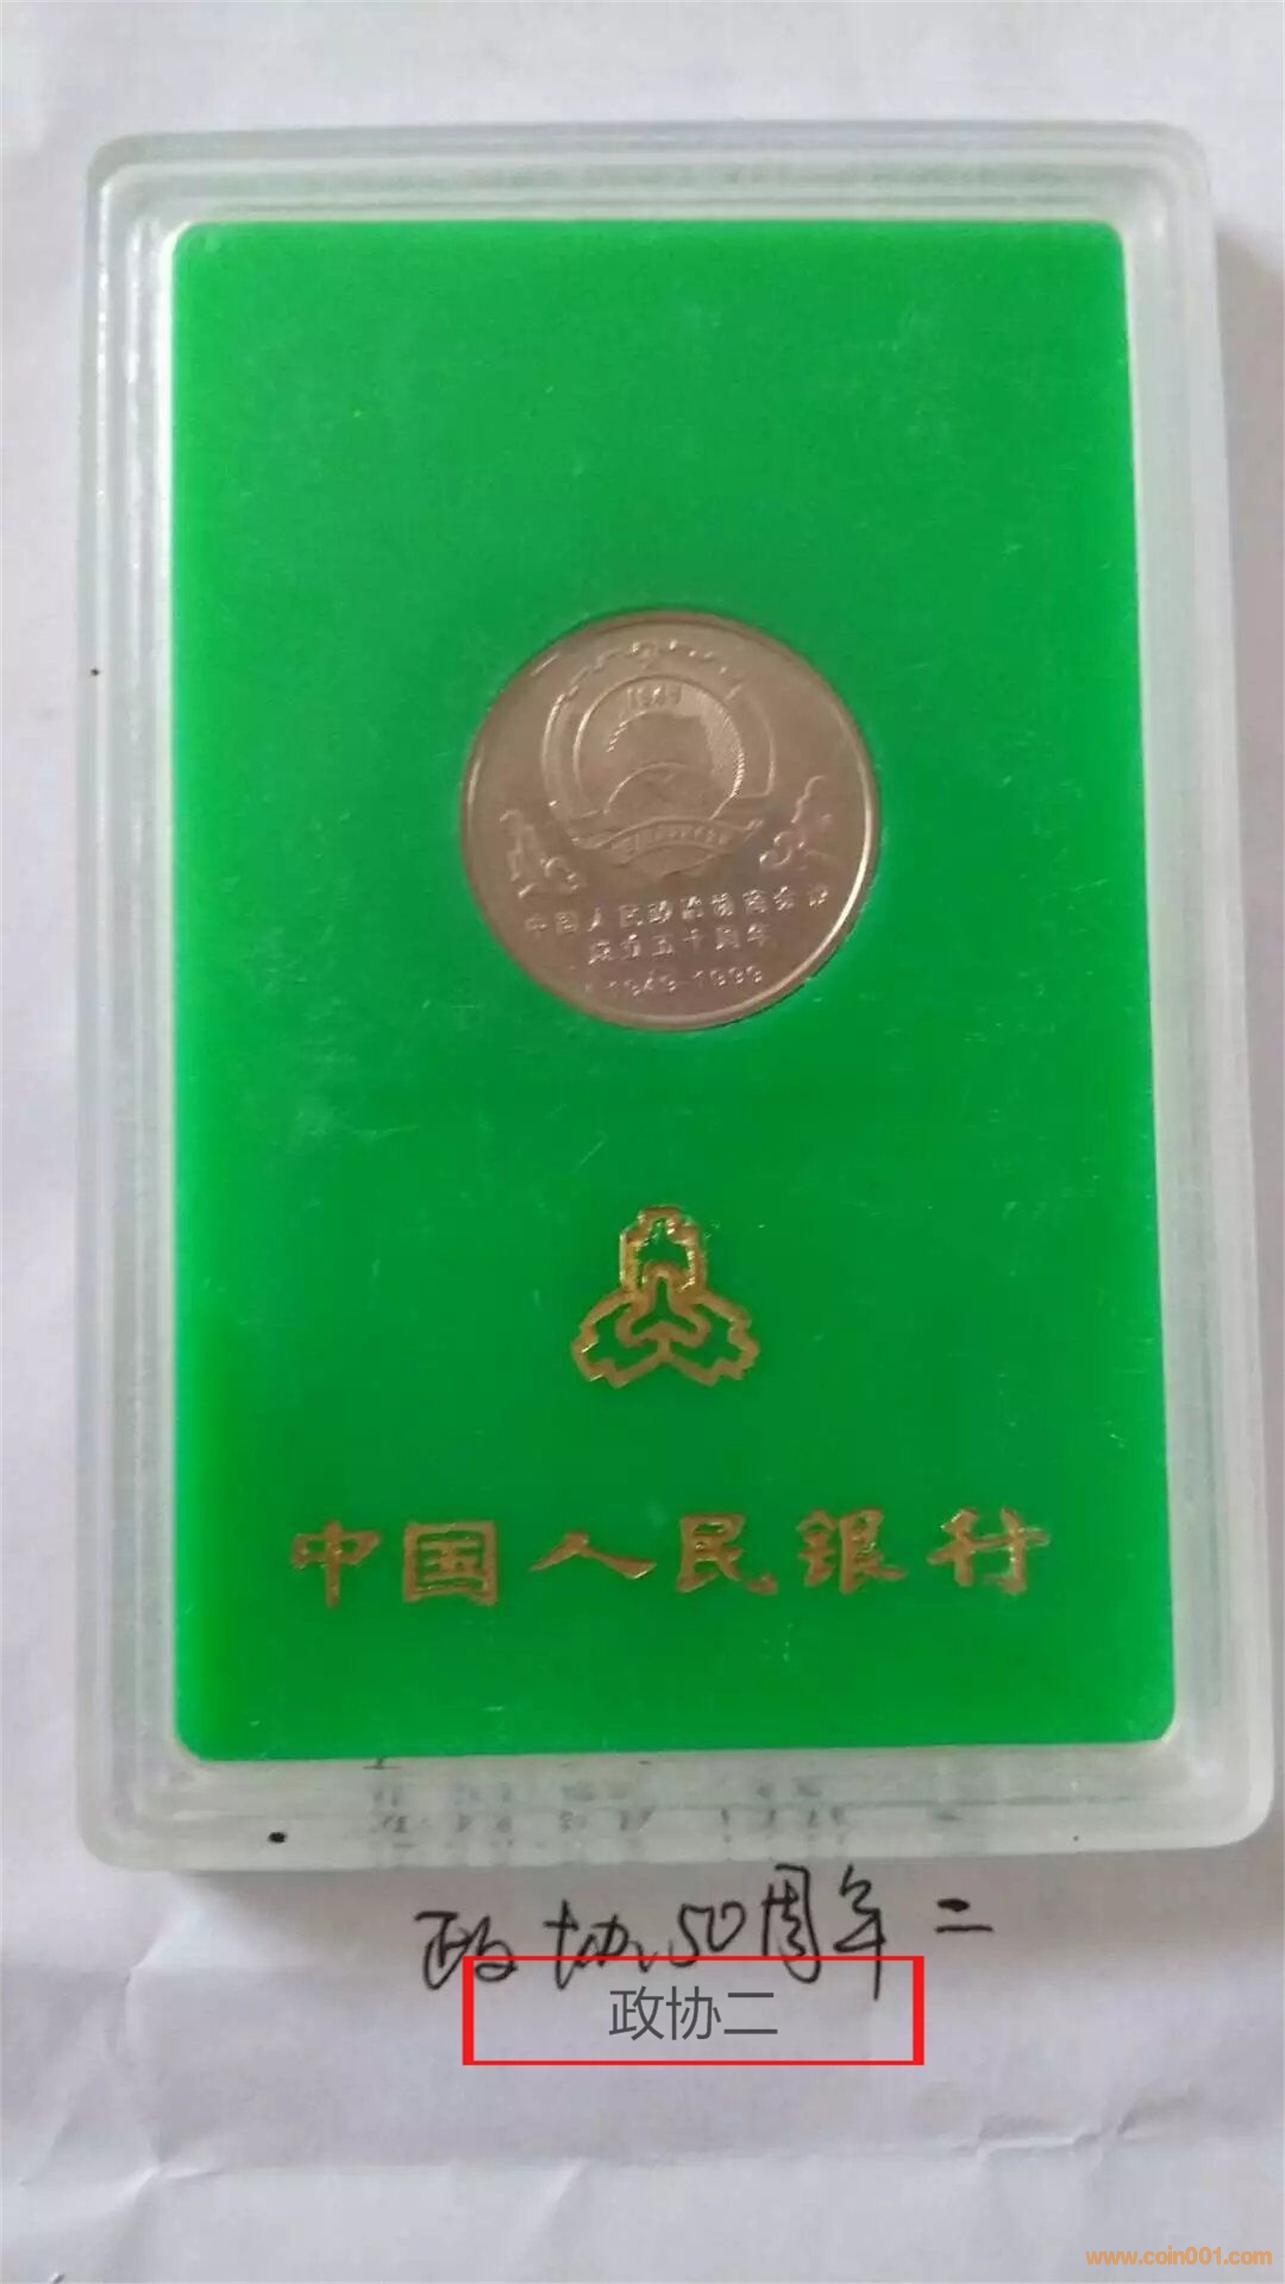 1949
中国人民政治协商会议
成立五十周年
1949-1999
中国人民銀行
政协50周年二
政协二
www.coin001.com